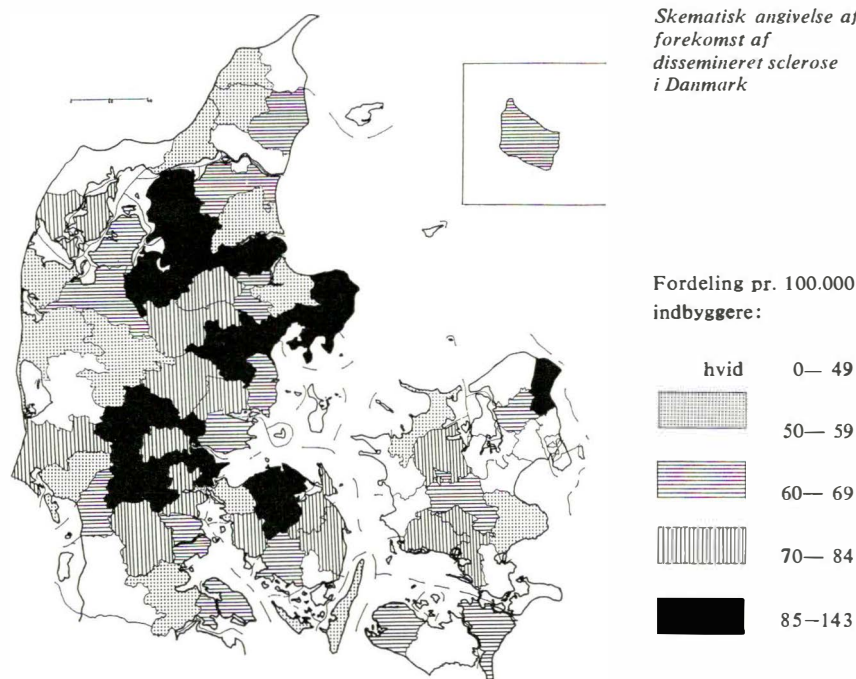 Skematisk angivelse af
forekomst af
dissemineret sclerose
i Danmark
Fordeling pr. 100.000
indbyggere:
hvid 0— 49
50— 59
60— 69
70— 84
85—143